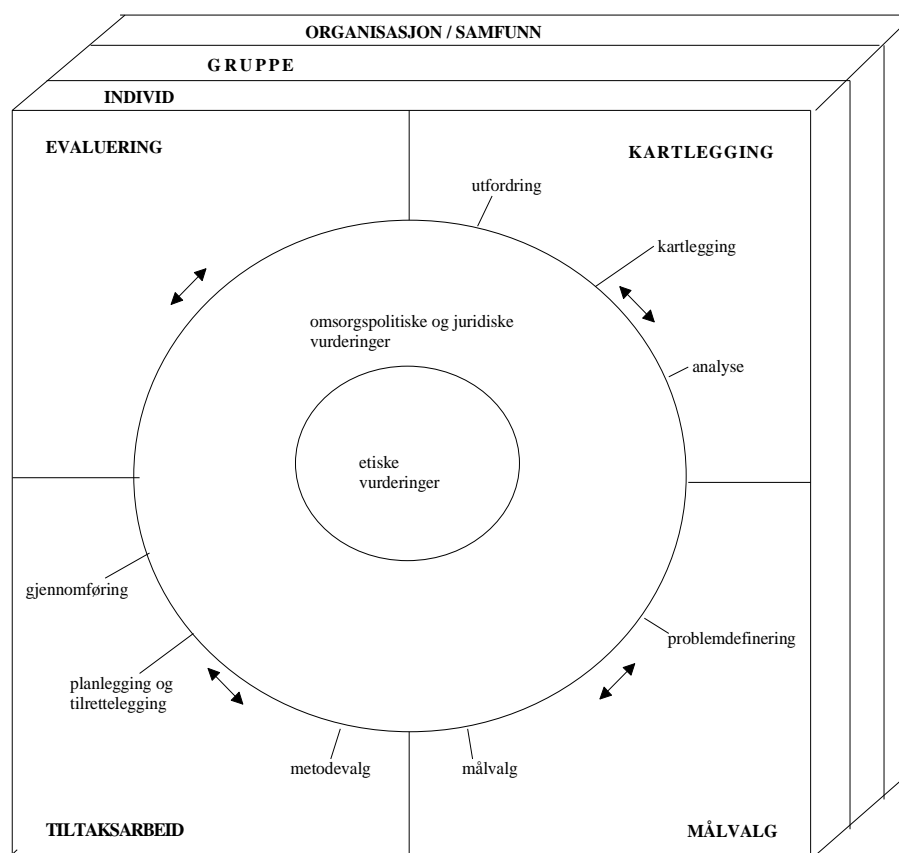 ORGANISASJON / SAMFUNN
GRUPPE
INDIVID
EVALUERING
KARTLEGGING
utfordring
kartlegging
omsorgspolitiske og juridiske
vurderinger
analyse
etiske
vurderinger
gjennomføring
problemdefinering
planlegging og
tilrettelegging
metodevalg
målvalg
TILTAKSARBEID
MÅLVALG